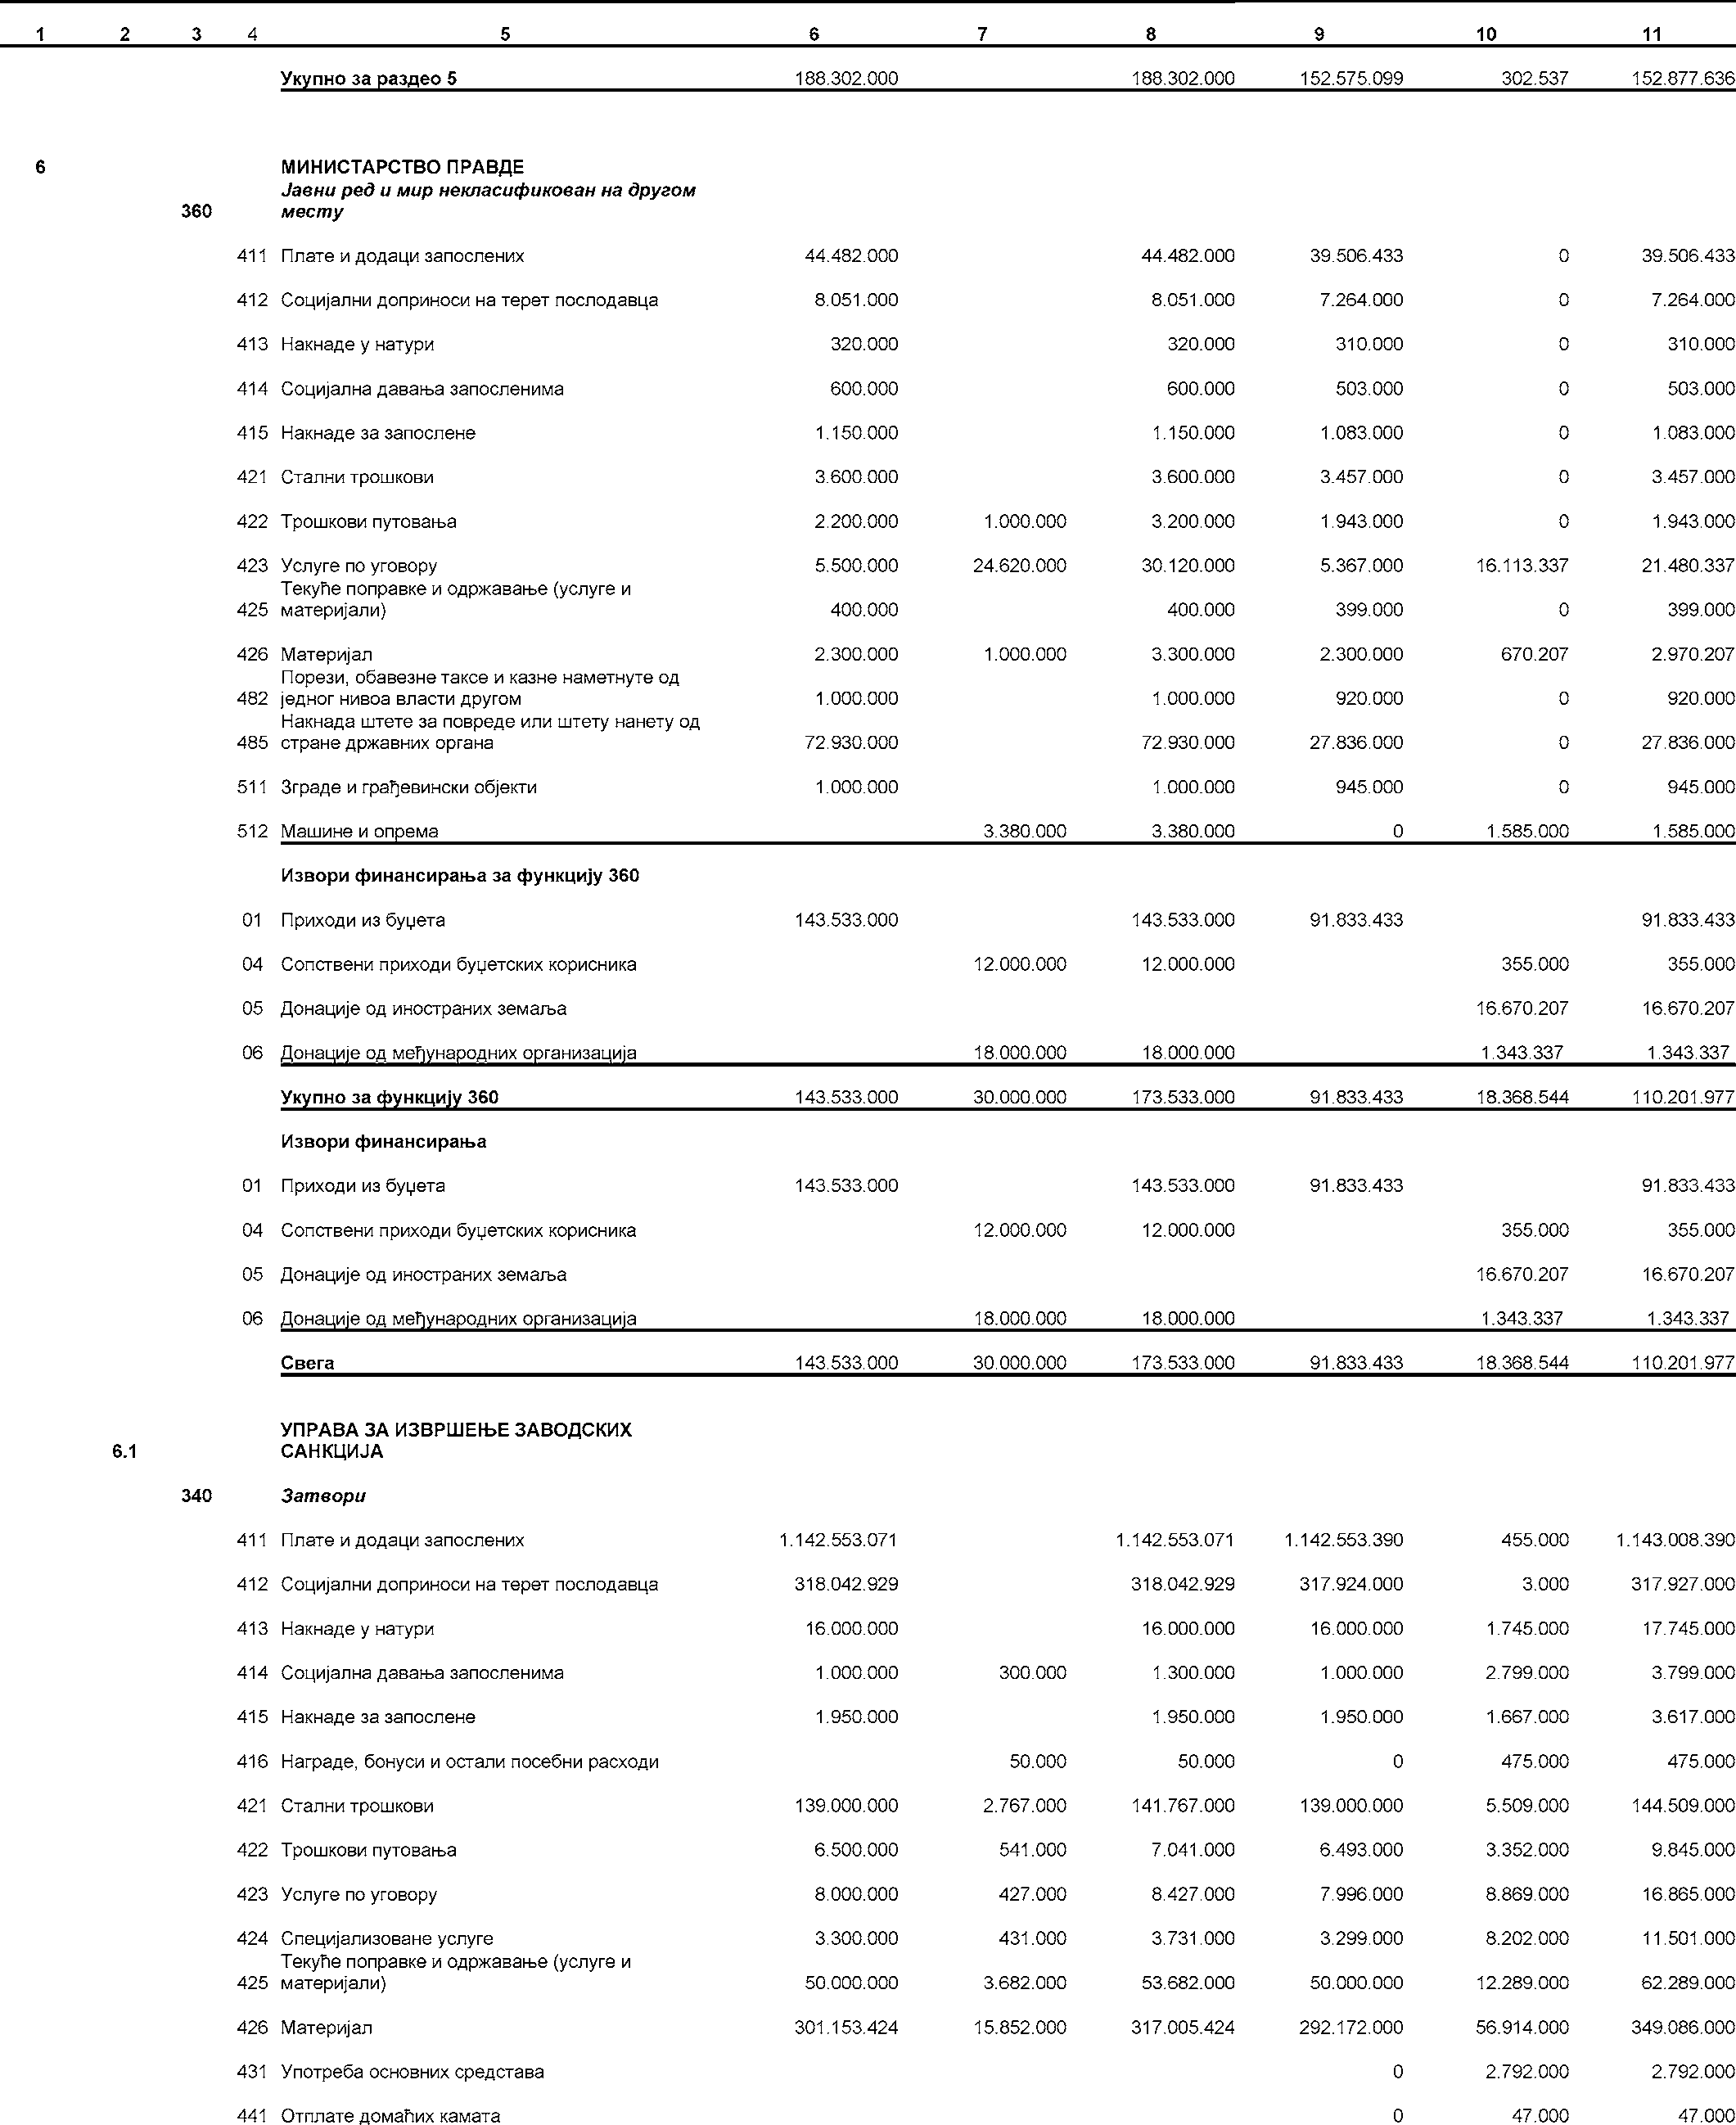 1 2 3 4 5 6 7 8 9 10 11
Укупно за раздео 5 188.302.000 188.302.000 152.575.099 302.537 152.877.636
6 МИНИСТАРСТВО ПРАВДЕ
Јавни ред и мир некласификован на другом
360 месту
411 Плате и додаци запослених 44.482.000 44.482.000 39.506.433 0 39.506.433
412 Социјални доприноси на терет послодавца 8.051.000 8.051.000 7.264.000 0 7.264.000
413 Накнаде у натури 320.000 320.000 310.000 0 310.000
414 Социјална давања запосленима 600.000 600.000 503.000 0 503.000
415 Накнаде за запослене 1.150.000 1.150.000 1.083.000 0 1.083.000
421 Стални трошкови 3.600.000 3.600.000 3.457.000 0 3.457.000
422 Трошкови путовања 2.200.000 1.000.000 3.200.000 1.943.000 0 1.943.000
423 Услуге по уговору 5.500.000 24.620.000 30.120.000 5.367.000 16.113.337 21.480.337
Текуће поправке и одржавање (услуге и
425 материјали) 400.000 400.000 399.000 0 399.000
426 Материјал 2.300.000 1.000.000 3.300.000 2.300.000 670.207 2.970.207
Порези, обавезне таксе и казне наметнуте од
482 једног нивоа власти другом 1.000.000 1.000.000 920.000 0 920.000
Накнада штете за повреде или штету нанету од
485 стране државних органа 72.930.000 72.930.000 27.836.000 0 27.836.000
511 Зграде и грађевински објекти 1.000.000 1.000.000 945.000 0 945.000
512 Машине и опрема 3.380.000 3.380.000 0 1.585.000 1.585.000
Извори финансирања за функцију 360
01 Приходи из буџета 143.533.000 143.533.000 91.833.433 91.833.433
04 Сопствени приходи буџетских корисника 12.000.000 12.000.000 355.000 355.000
05 Донације од иностраних земаља 16.670.207 16.670.207
06 Донације од међународних организација 18.000.000 18.000.000 1.343.337 1.343.337
Укупно за функцију 360 143.533.000 30.000.000 173.533.000 91.833.433 18.368.544 110.201.977
Извори финансирања
01 Приходи из буџета 143.533.000 143.533.000 91.833.433 91.833.433
04 Сопствени приходи буџетских корисника 12.000.000 12.000.000 355.000 355.000
05 Донације од иностраних земаља 16.670.207 16.670.207
06 Донације од међународних организација 18.000.000 18.000.000 1.343.337 1.343.337
Свега 143.533.000 30.000.000 173.533.000 91.833.433 18.368.544 110.201.977
УПРАВА ЗА ИЗВРШЕЊЕ ЗАВОДСКИХ
6.1 САНКЦИЈА
340 Затвори
411 Плате и додаци запослених 1.142.553.071 1.142.553.071 1.142.553.390 455.000 1.143.008.390
412 Социјални доприноси на терет послодавца 318.042.929 318.042.929 317.924.000 3.000 317.927.000
413 Накнаде у натури 16.000.000 16.000.000 16.000.000 1.745.000 17.745.000
414 Социјална давања запосленима 1.000.000 300.000 1.300.000 1.000.000 2.799.000 3.799.000
415 Накнаде за запослене 1.950.000 1.950.000 1.950.000 1.667.000 3.617.000
416 Награде, бонуси и остали посебни расходи 50.000 50.000 0 475.000 475.000
421 Стални трошкови 139.000.000 2.767.000 141.767.000 139.000.000 5.509.000 144.509.000
422 Трошкови путовања 6.500.000 541.000 7.041.000 6.493.000 3.352.000 9.845.000
423 Услуге по уговору 8.000.000 427.000 8.427.000 7.996.000 8.869.000 16.865.000
424 Специјализоване услуге 3.300.000 431.000 3.731.000 3.299.000 8.202.000 11.501.000
Текуће поправке и одржавање (услуге и
425 материјали) 50.000.000 3.682.000 53.682.000 50.000.000 12.289.000 62.289.000
426 Материјал 301.153.424 15.852.000 317.005.424 292.172.000 56.914.000 349.086.000
431 Употреба основних средстава 0 2.792.000 2.792.000
441 Отплате домаћих камата 0 47.000 47.000